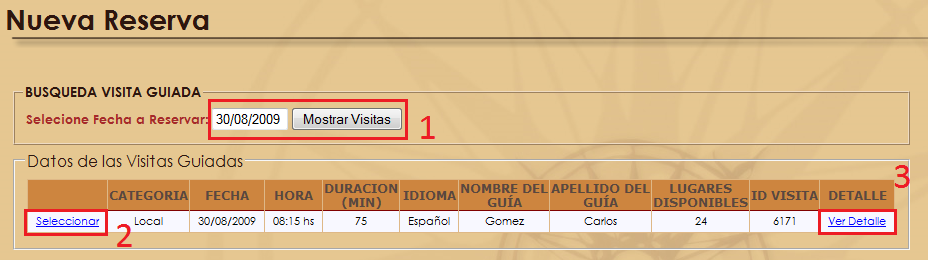 Nueva Reserva
BUSQUEDA VISITA GUIADA
Selecione Fecha a Reservar: 30/08/2009 Mostrar Visitas 1
Datos de las Visitas Guiadas
3
CATEGORIA FECHA HORA DURACION (MIN) IDIOMA NOMBRE DEL GUÍA APELLIDO DEL GUÍA LUGARES DISPONIBLES ID VISITA DETALLE
Seleccionar Local 30/08/2009 08:15 hs 75 Español Gomez Carlos 24 6171 Ver Detalle
2